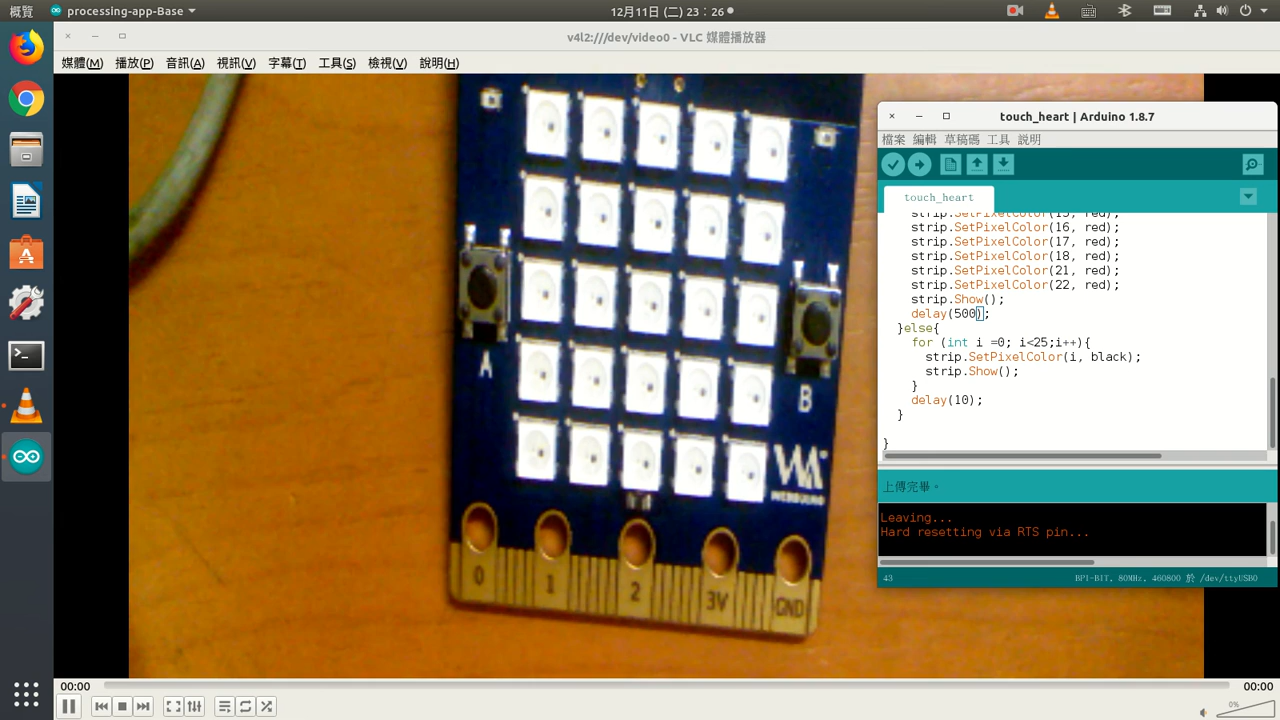 概覽 processing-app-Base 12月11日 (二) 23：26
v4l2:///dev/video0 - VLC 媒體播放器
媒體(M) 播放(P) 音訊(A) 視訊(V) 字幕(T) 工具(S) 檢視(V) 說明(H)
touch_heart | Arduino 1.8.7
檔案 編輯 草稿碼 工具 説明
touch_heart
strip.SetPixelColor(15, red);
strip.SetPixelColor(16, red);
strip.SetPixelColor(17, red);
strip.SetPixelColor(18, red);
strip.SetPixelColor(21, red);
strip.SetPixelColor(22, red);
strip.Show();
delay(500);
}else{
for (int i =0; i<25;i++){
strip.SetPixelColor(i, black);
strip.Show();
}
delay(10);
}
}
上傳完畢。
Leaving...
Hard resetting via RTS pin...
43 BPI-BIT, 80MHz, 460800 於 /dev/ttyUSB0
A
B
WEBDUINO
0 1 2 3V GND
00:00 00:00
0%